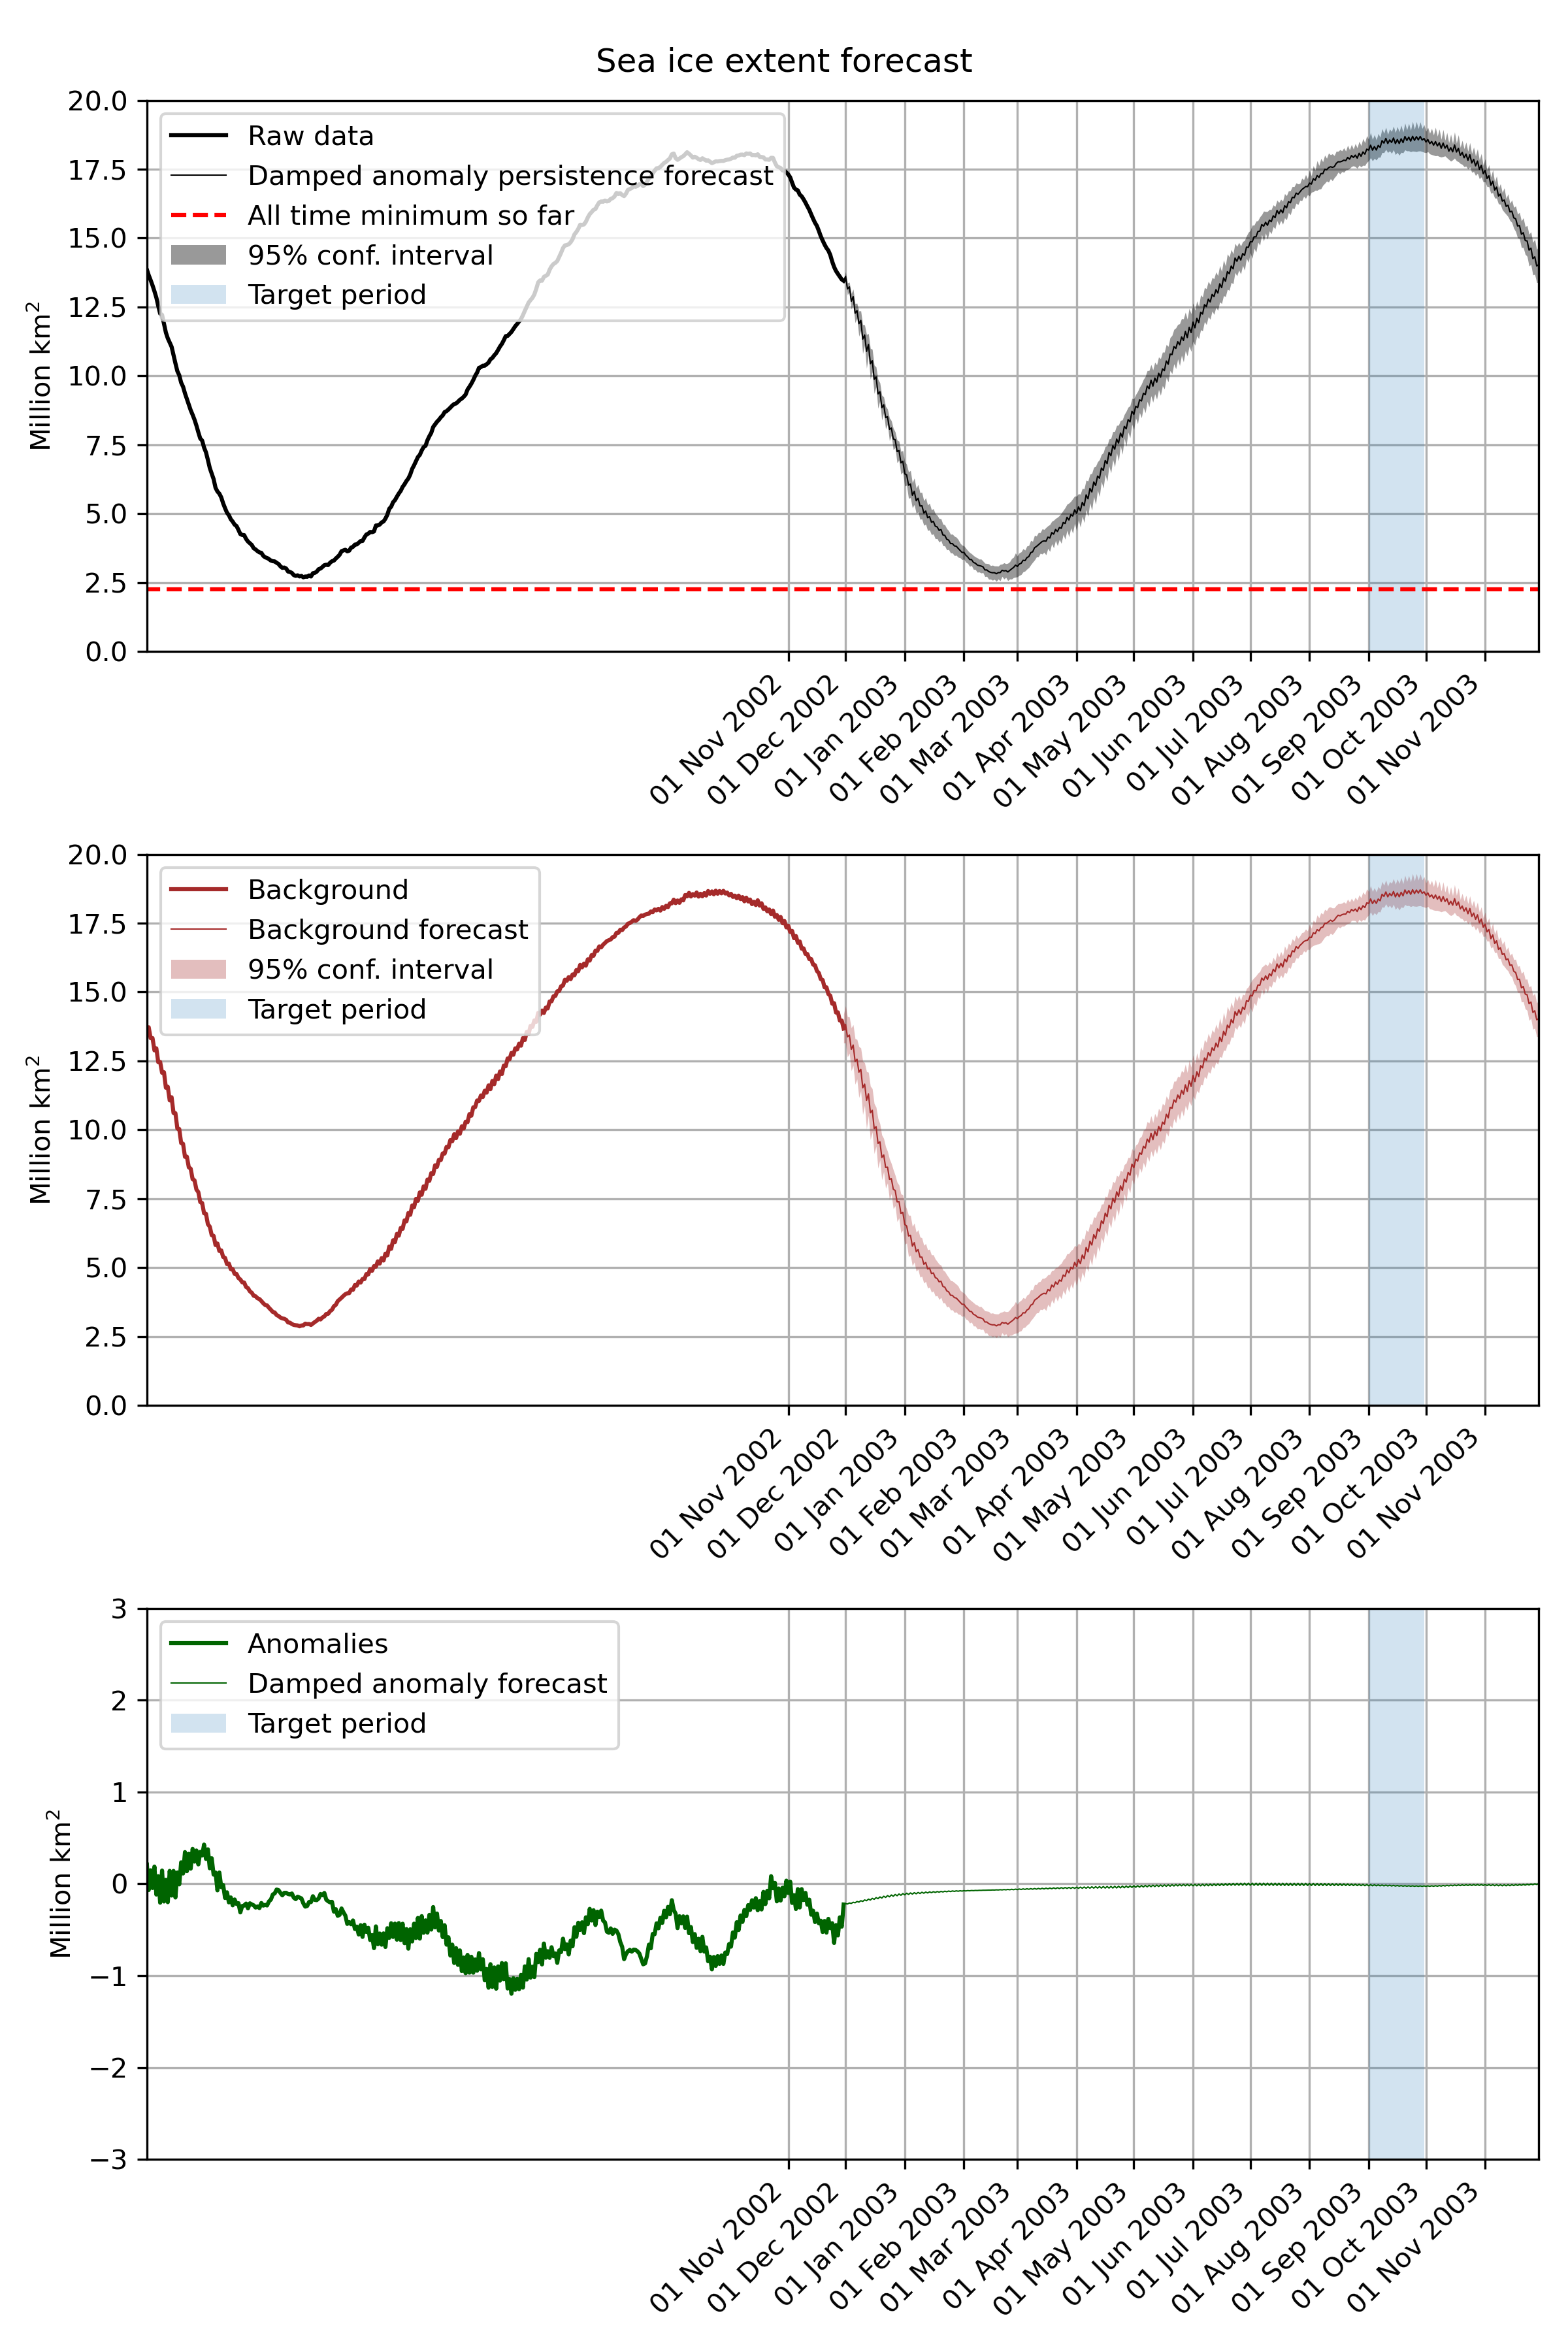 Sea ice extent forecast
20.0
17.5
15.0
12.5
10.0
7.5
5.0
2.5
0.0
Million km²
Raw data
Damped anomaly persistence forecast
All time minimum so far
95% conf. interval
Target period
01 Nov 2002
01 Dec 2002
01 Jan 2003
01 Feb 2003
01 Mar 2003
01 Apr 2003
01 May 2003
01 Jun 2003
01 Jul 2003
01 Aug 2003
01 Sep 2003
01 Oct 2003
01 Nov 2003
20.0
17.5
15.0
12.5
10.0
7.5
5.0
2.5
0.0
Million km²
Background
Background forecast
95% conf. interval
Target period
01 Nov 2002
01 Dec 2002
01 Jan 2003
01 Feb 2003
01 Mar 2003
01 Apr 2003
01 May 2003
01 Jun 2003
01 Jul 2003
01 Aug 2003
01 Sep 2003
01 Oct 2003
01 Nov 2003
3
2
1
0
−1
−2
−3
Million km²
Anomalies
Damped anomaly forecast
Target period
01 Nov 2002
01 Dec 2002
01 Jan 2003
01 Feb 2003
01 Mar 2003
01 Apr 2003
01 May 2003
01 Jun 2003
01 Jul 2003
01 Aug 2003
01 Sep 2003
01 Oct 2003
01 Nov 2003